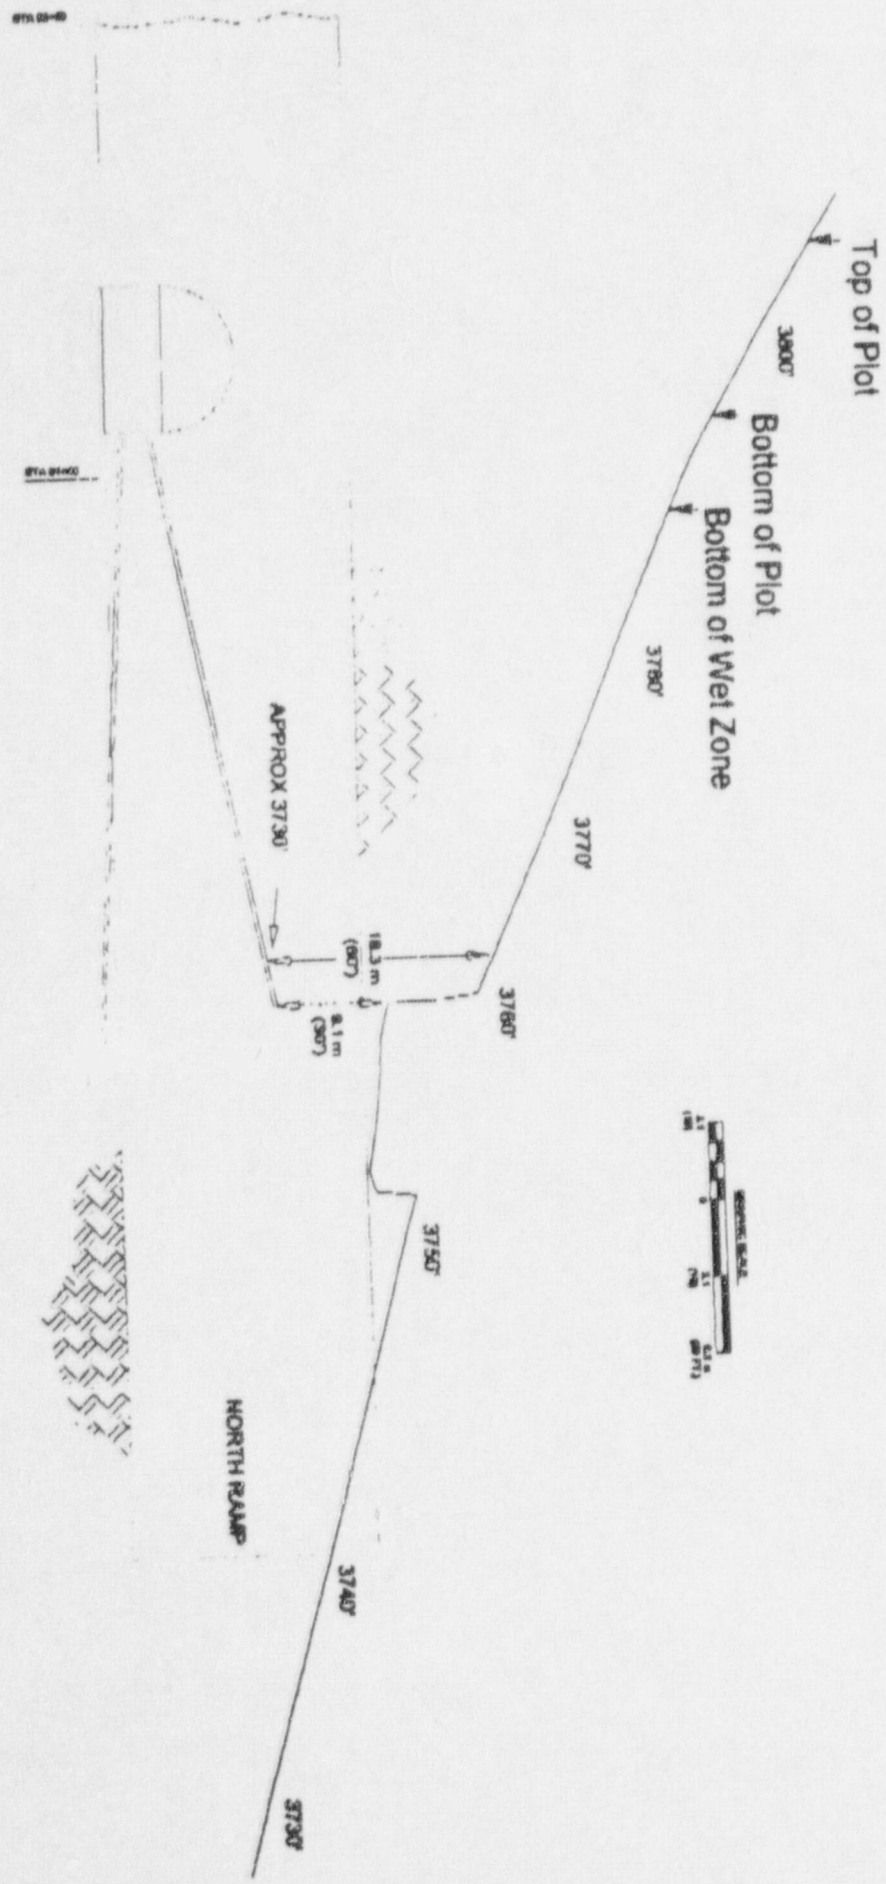 Top of Plot
3800'
Bottom of Plot
Bottom of Wet Zone
3780'
3770'
APPROX 3730'
18.3 m
(60')
3760'
9.1 m
(30')
3750'
NORTH RAMP
3740'
3730'